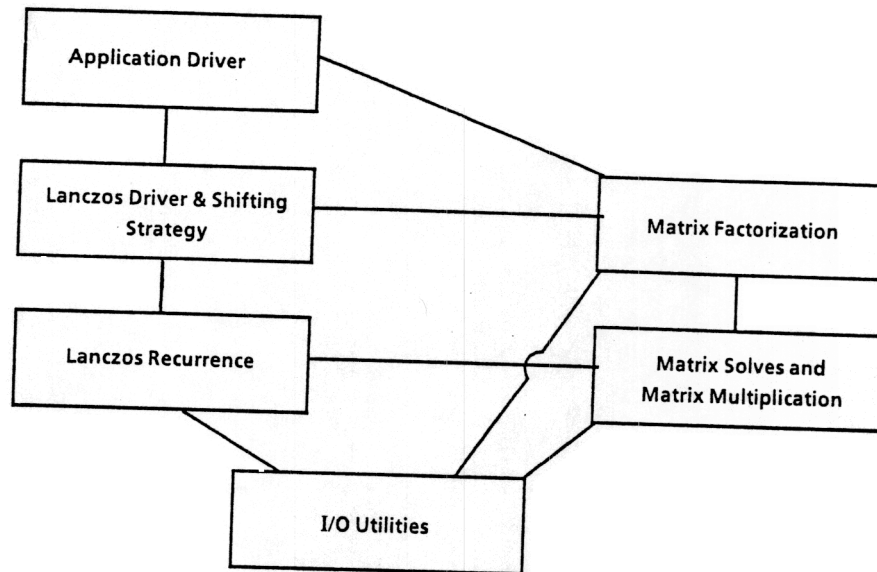 Application Driver
Lanczos Driver & Shifting
Strategy
Matrix Factorization
Lanczos Recurrence
Matrix Solves and
Matrix Multiplication
I/O Utilities